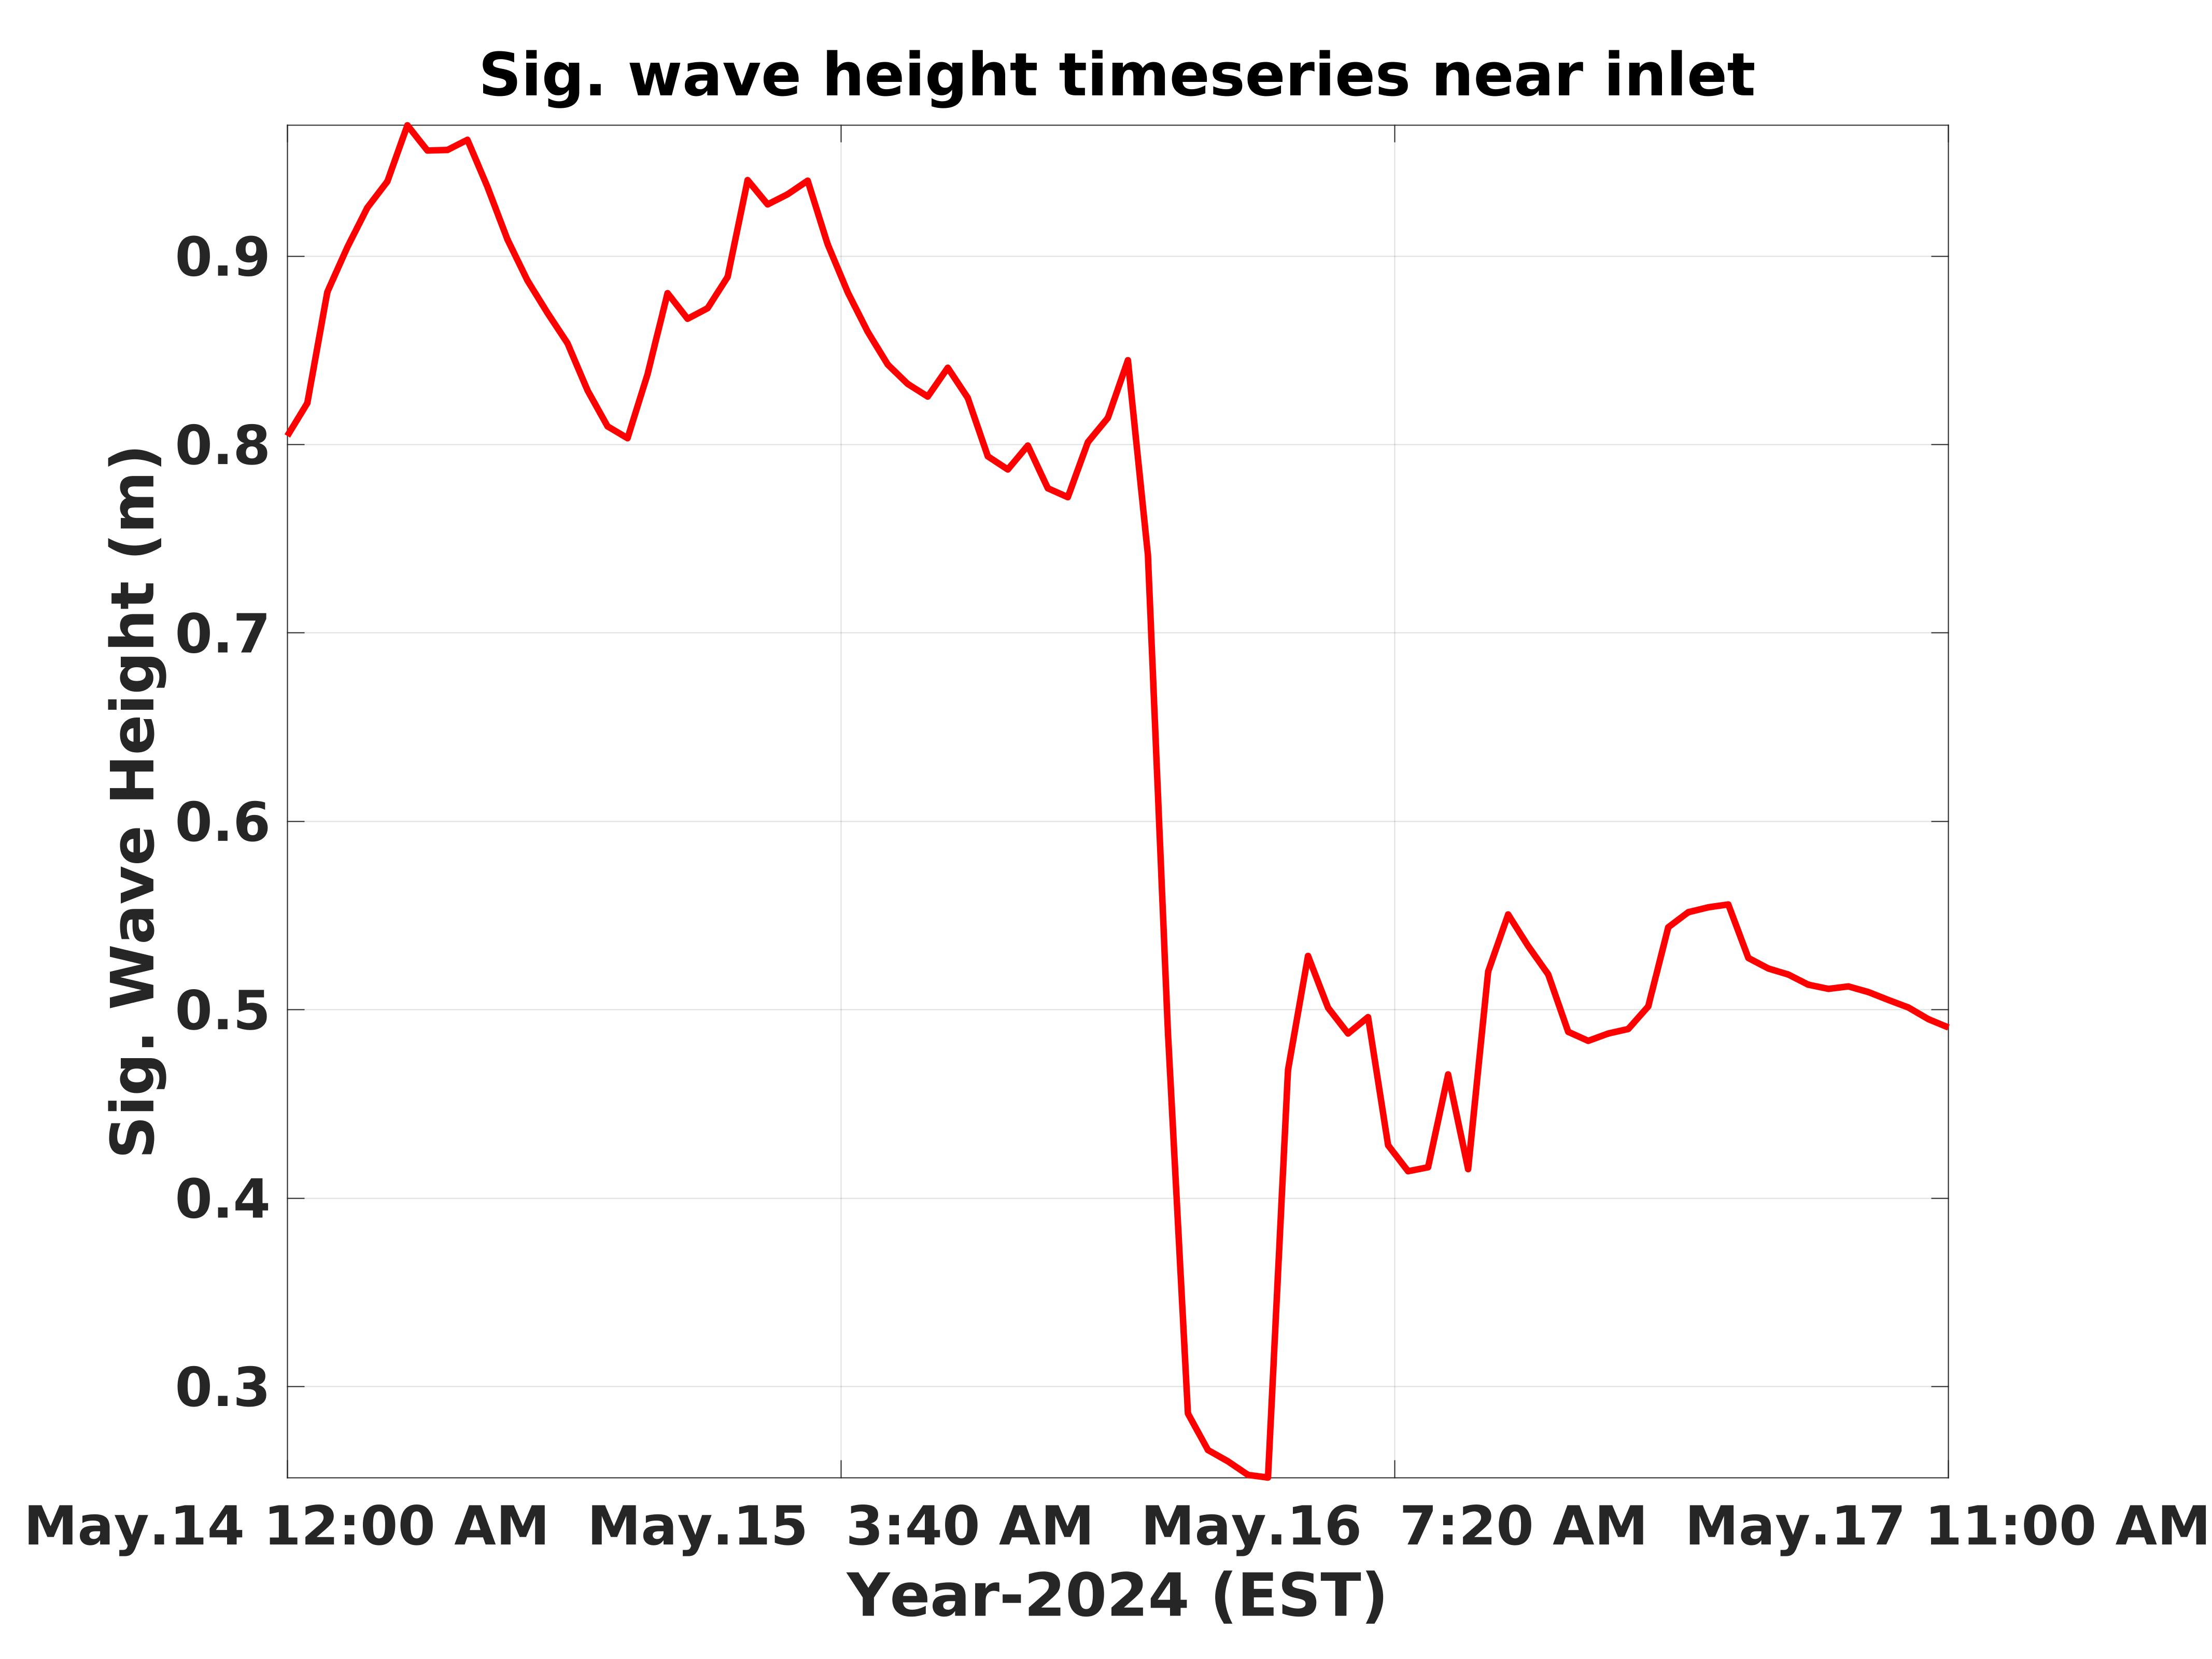 Sig. wave height timeseries near inlet
Sig. Wave Height (m)
0.9
0.8
0.7
0.6
0.5
0.4
0.3
May.14 12:00 AM May.15 3:40 AM May.16 7:20 AM May.17 11:00 AM
Year-2024 (EST)